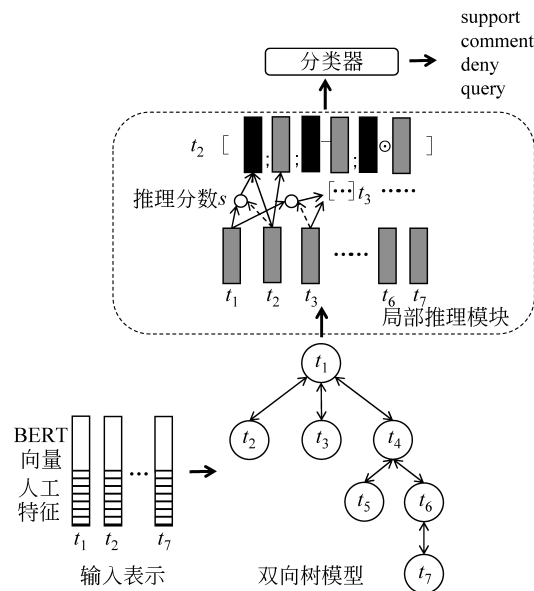 support
comment
deny
query
分类器
t2 [ ; ; − ; ⊙ ]
推理分数s
[···] t3 ······
······
t1 t2 t3 t6 t7
局部推理模块
t1
t2 t3 t4
t5 t6
t7
BERT
向量
人工
特征
···
t1 t2 t7
输入表示
双向树模型